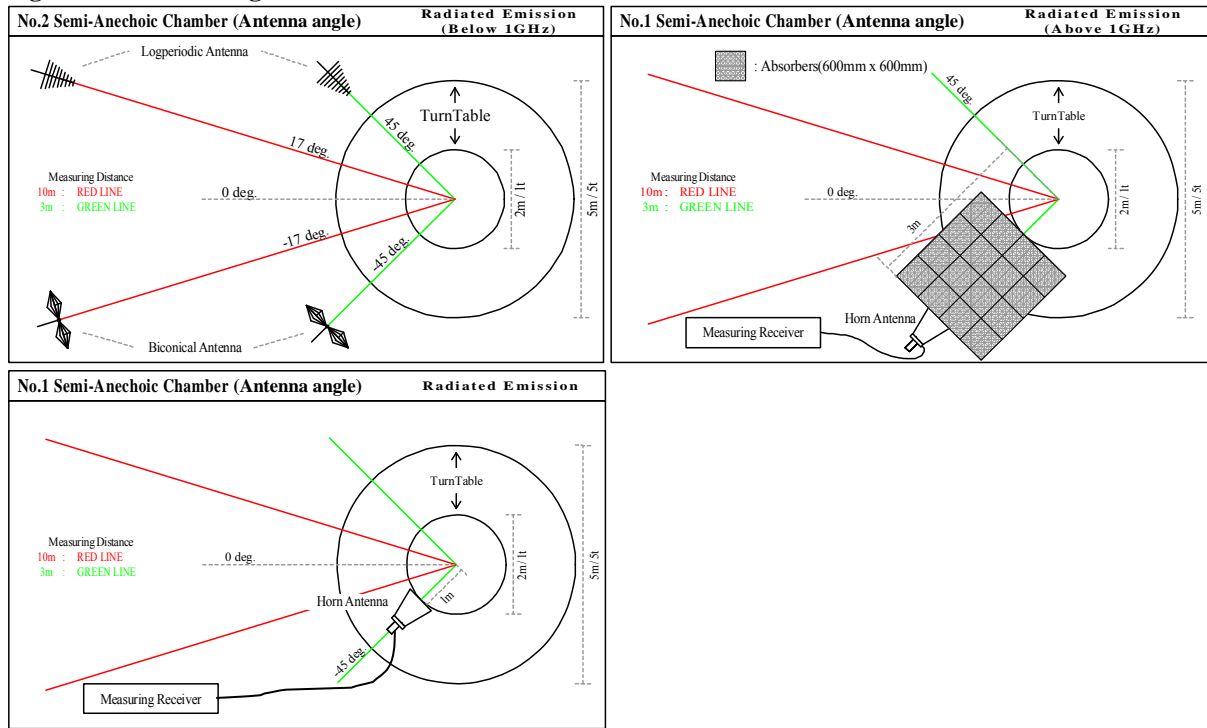 No.2 Semi-Anechoic Chamber (Antenna angle)
Radiated Emission
(Below 1GHz)
Logperiodic Antenna
TurnTable
45 deg.
17 deg.
Measuring Distance
10m : RED LINE
3m : GREEN LINE
0 deg.
2m / 1t
5m / 5t
-17 deg.
-45 deg.
Biconical Antenna
No.1 Semi-Anechoic Chamber (Antenna angle)
Radiated Emission
(Above 1GHz)
: Absorbers(600mm x 600mm)
45 deg.
TurnTable
Measuring Distance
10m : RED LINE
3m : GREEN LINE
0 deg.
3m
2m / 1t
5m / 5t
Horn Antenna
Measuring Receiver
No.1 Semi-Anechoic Chamber (Antenna angle)
Radiated Emission
TurnTable
Measuring Distance
10m : RED LINE
3m : GREEN LINE
0 deg.
2m / 1t
5m / 5t
Horn Antenna
1m
-45 deg.
Measuring Receiver